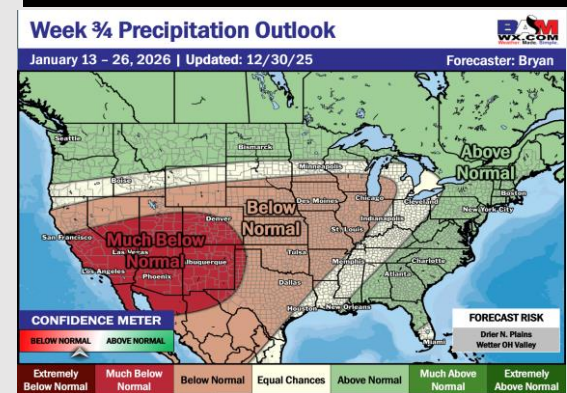 Week ¾ Precipitation Outlook
BAM
WX.COM
Weather Made Simple.
January 13 – 26, 2026 | Updated: 12/30/25
Forecaster: Bryan
Seattle
Bismarck
Minneapolis
Above
Normal
Boise
Boston
Chicago
Cleveland
New York City
Des Moines
Below
Normal
Denver
Indianapolis
San Francisco
St. Louis
Much Below
Normal
Las Vegas
Los Angeles
Albuquerque
Phoenix
Tulsa
Memphis
Charlotte
Atlanta
Dallas
Houston
New Orleans
Miami
CONFIDENCE METER
BELOW NORMAL
ABOVE NORMAL
FORECAST RISK
Drier N. Plains
Wetter OH Valley
Extremely
Below Normal
Much Below
Normal
Below Normal
Equal Chances
Above Normal
Much Above
Normal
Extremely
Above Normal